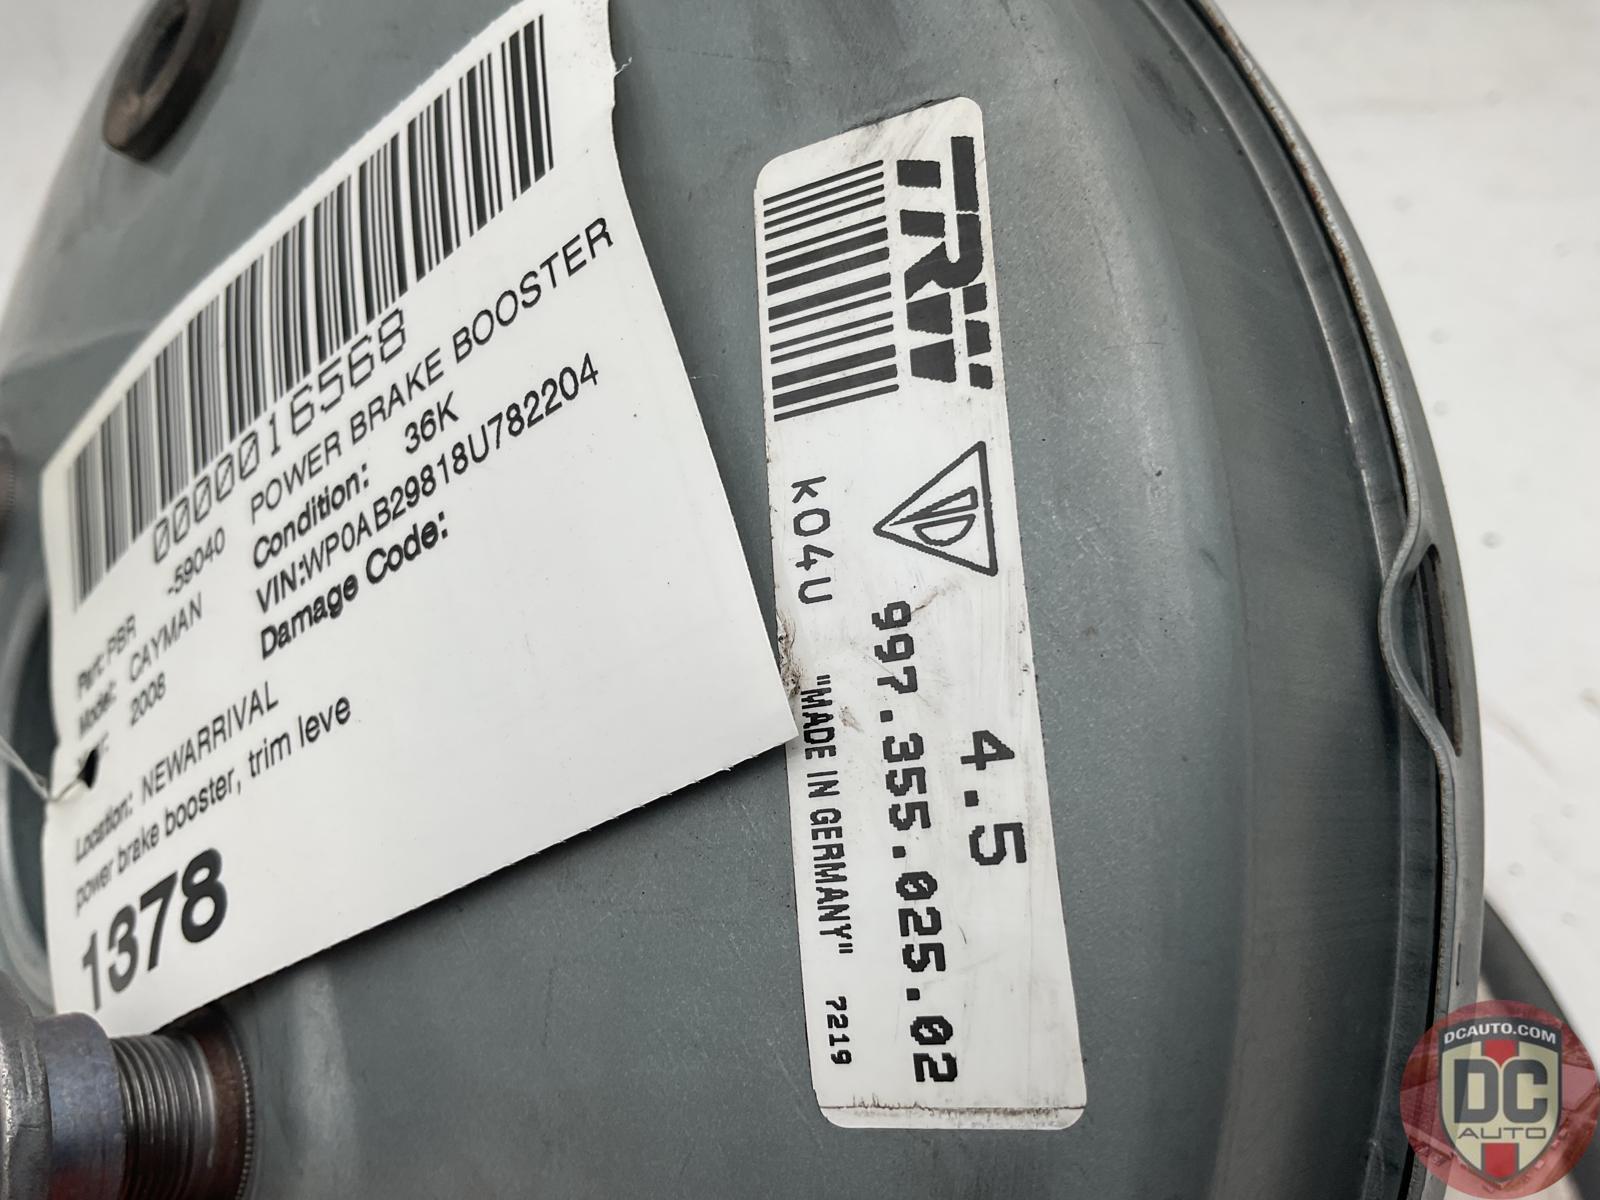 0000016568
Part: PBR
-59040
POWER BRAKE BOOSTER
Model: CAYMAN
Condition: 36K
2008
VIN:WP0AB29818U782204
Damage Code:
Location: NEWARRIVAL
power brake booster, trim leve
1378
TRW
4.5
997.355.025.02
K04U "MADE IN GERMANY" 7219
DCAUTO.COM
DC
AUTO